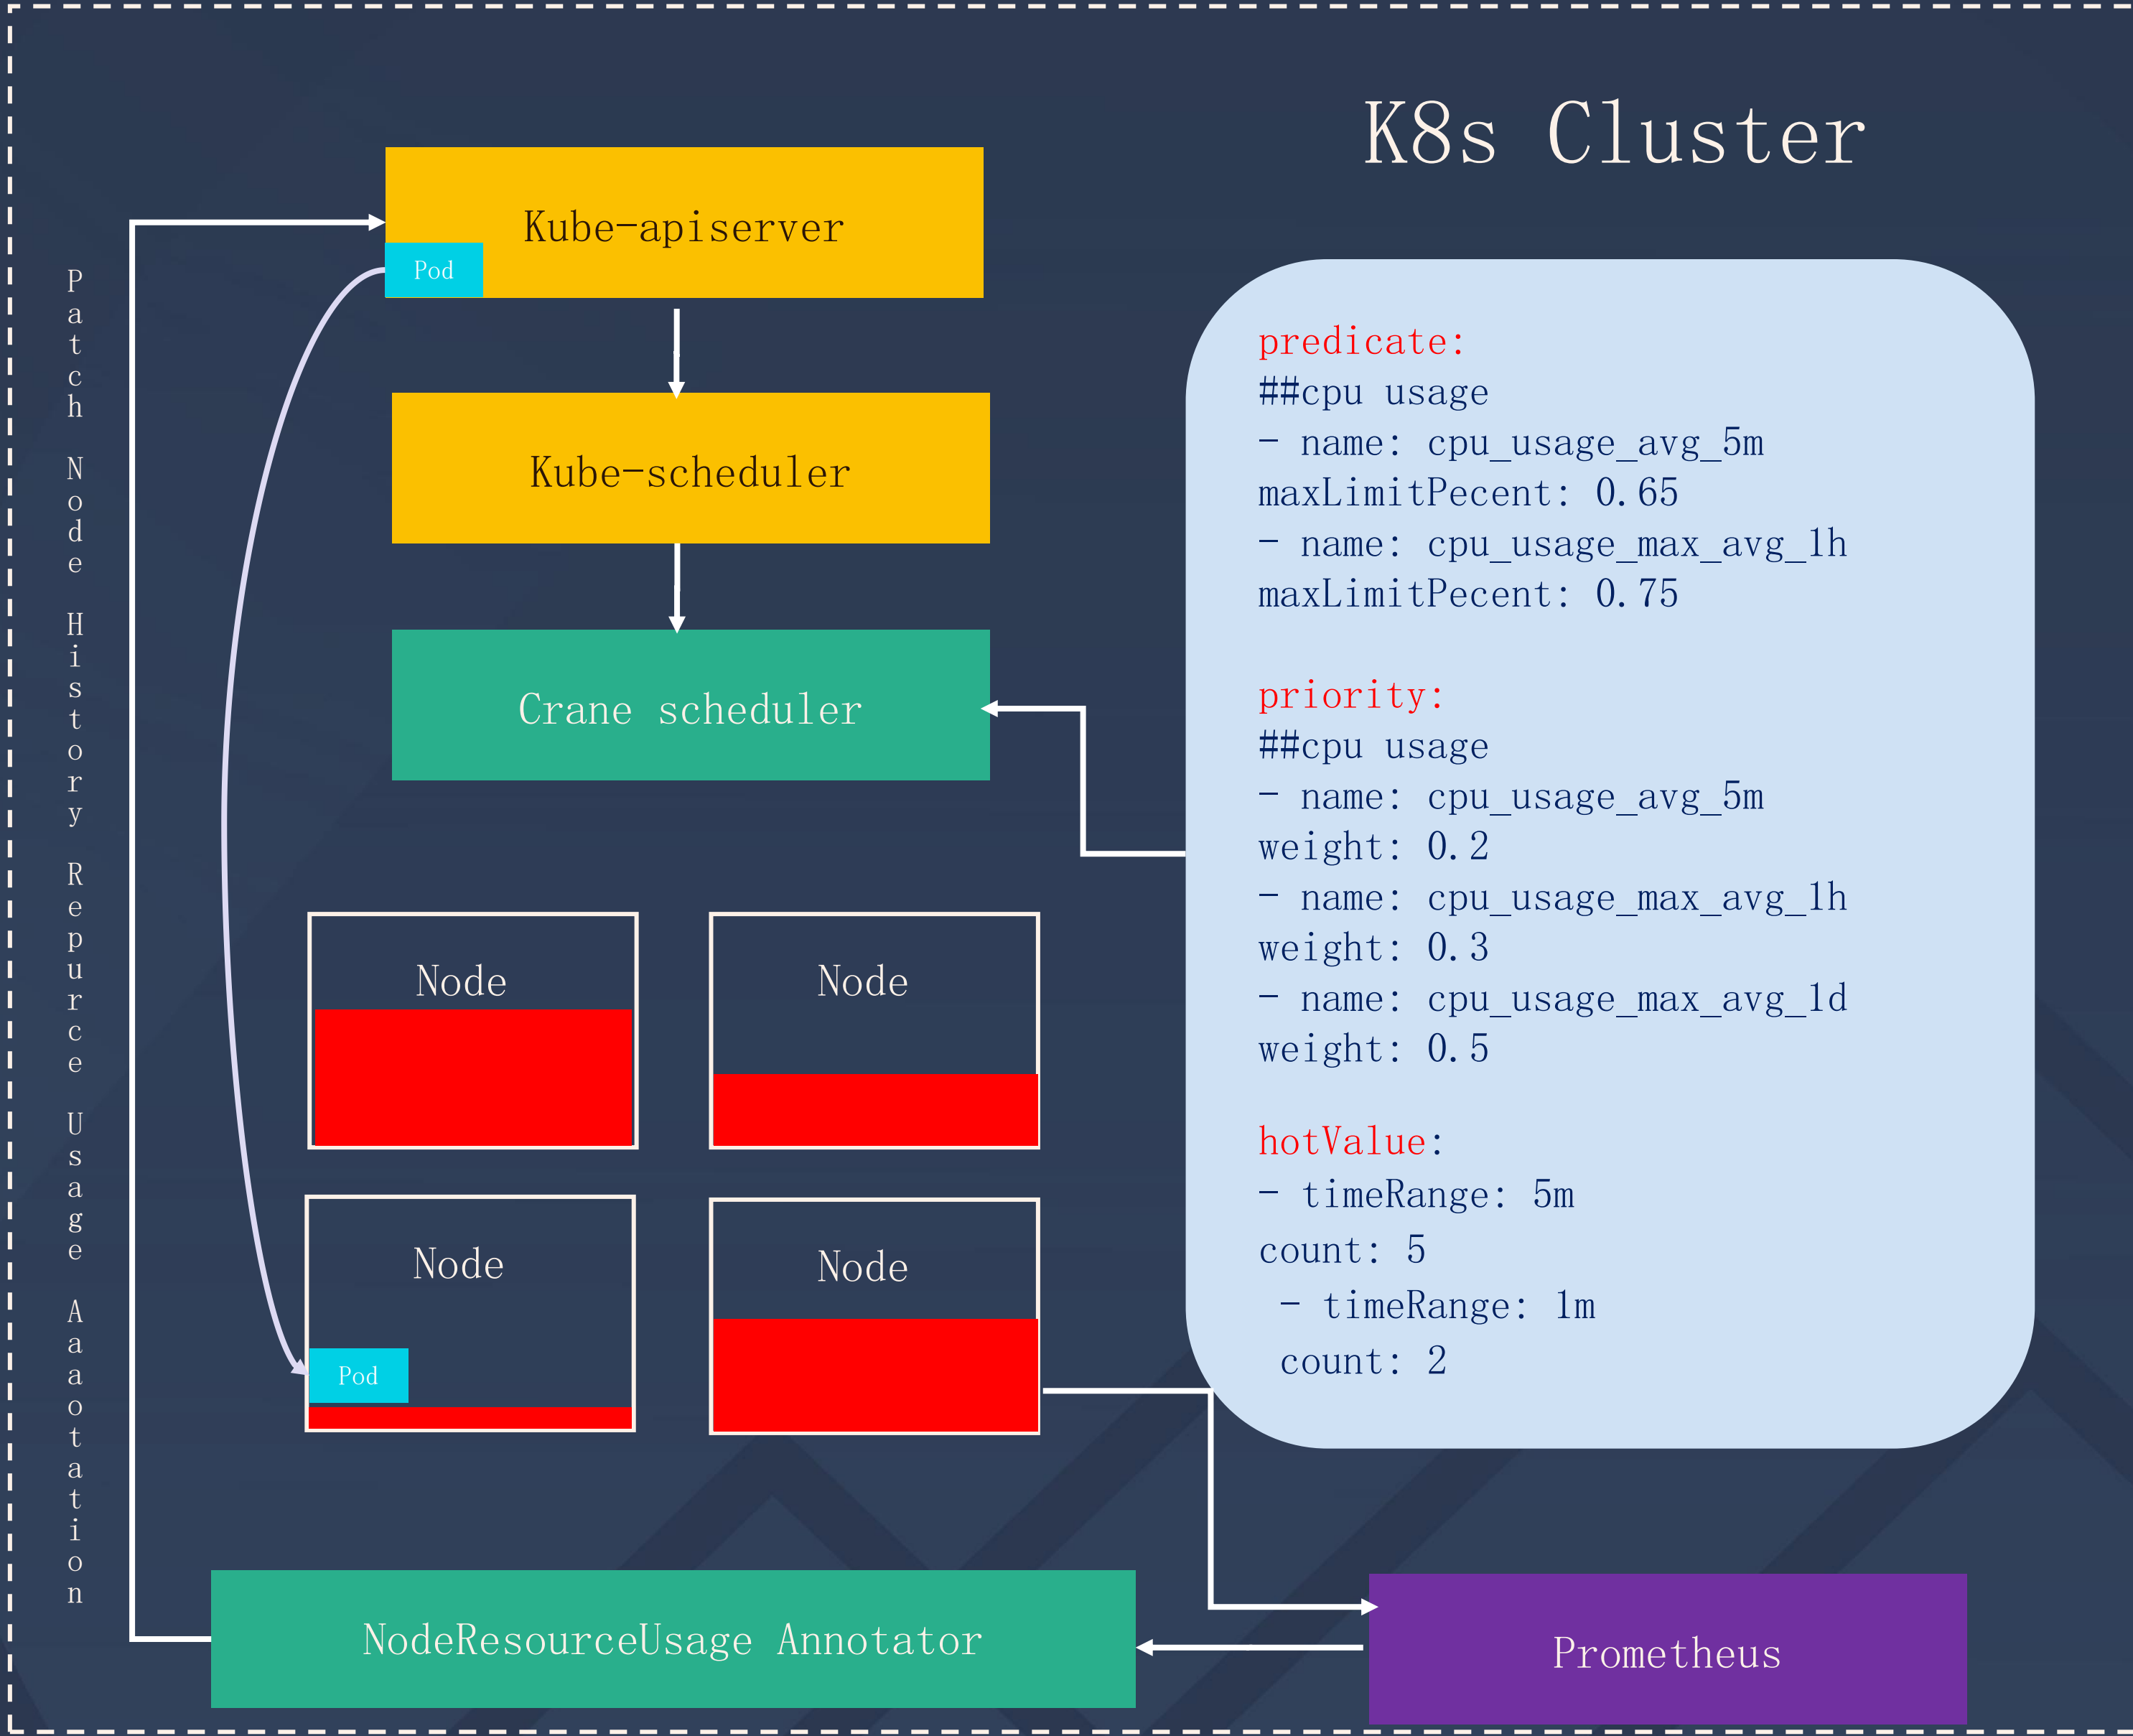 K8s Cluster
Kube-apiserver
Pod
Kube-scheduler
Crane scheduler
Patch Node History Repurce Usage Aaaotation
predicate:
##cpu usage
- name: cpu_usage_avg_5m
maxLimitPecent: 0.65
- name: cpu_usage_max_avg_1h
maxLimitPecent: 0.75
priority:
##cpu usage
- name: cpu_usage_avg_5m
weight: 0.2
- name: cpu_usage_max_avg_1h
weight: 0.3
- name: cpu_usage_max_avg_1d
weight: 0.5
hotValue:
- timeRange: 5m
count: 5
- timeRange: 1m
count: 2
Node
Node
Node
Node
Pod
NodeResourceUsage Annotator
Prometheus